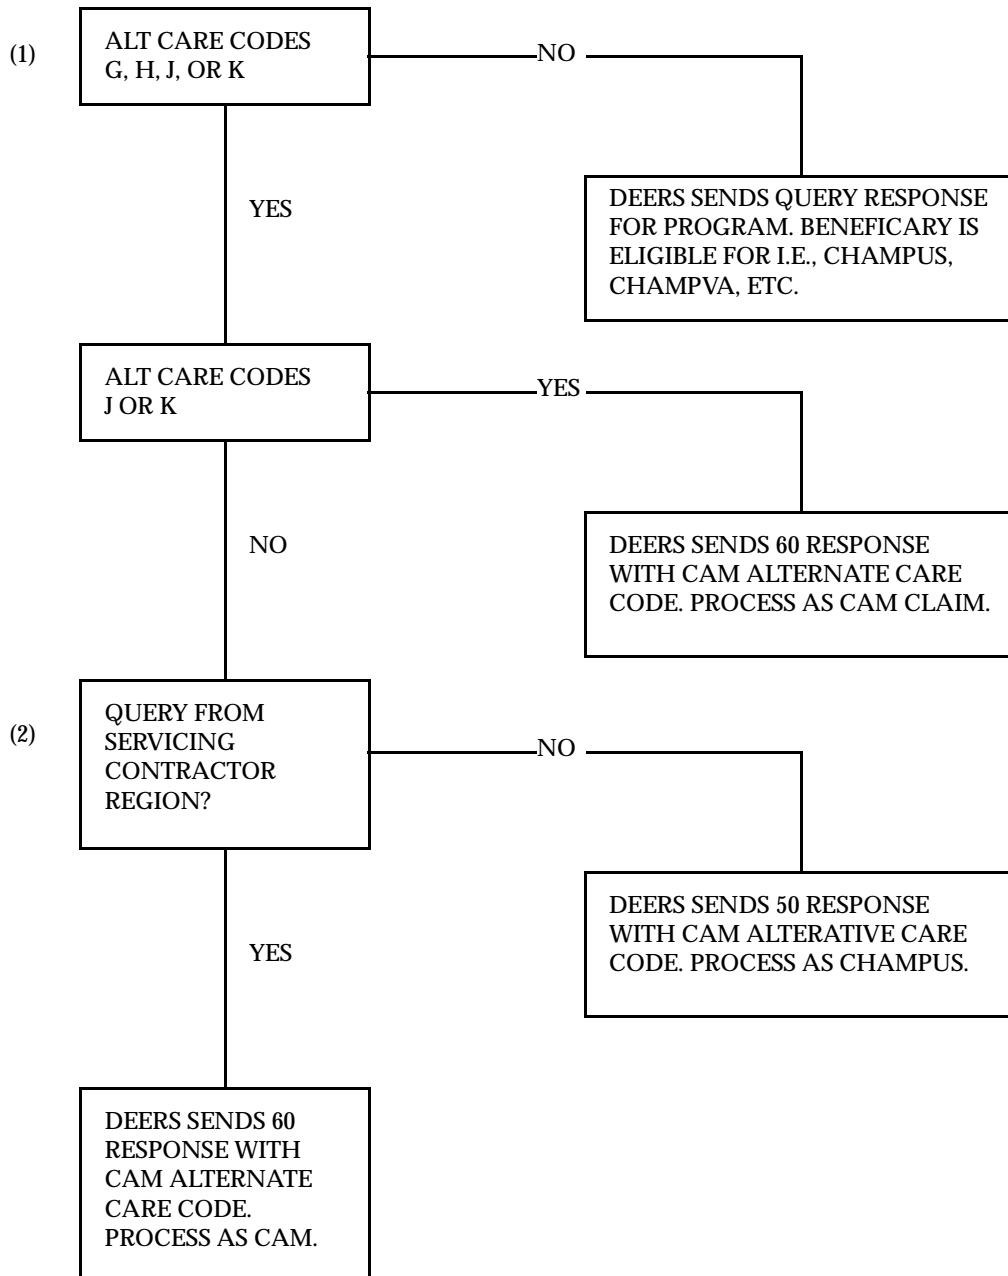 (1)
ALT CARE CODES
G, H, J, OR K
NO
YES
DEERS SENDS QUERY RESPONSE
FOR PROGRAM. BENEFICARY IS
ELIGIBLE FOR I.E., CHAMPUS,
CHAMPVA, ETC.
ALT CARE CODES
J OR K
YES
NO
DEERS SENDS 60 RESPONSE
WITH CAM ALTERNATE CARE
CODE. PROCESS AS CAM CLAIM.
(2)
QUERY FROM
SERVICING
CONTRACTOR
REGION?
NO
YES
DEERS SENDS 50 RESPONSE
WITH CAM ALTERATIVE CARE
CODE. PROCESS AS CHAMPUS.
DEERS SENDS 60
RESPONSE WITH
CAM ALTERNATE
CARE CODE.
PROCESS AS CAM.